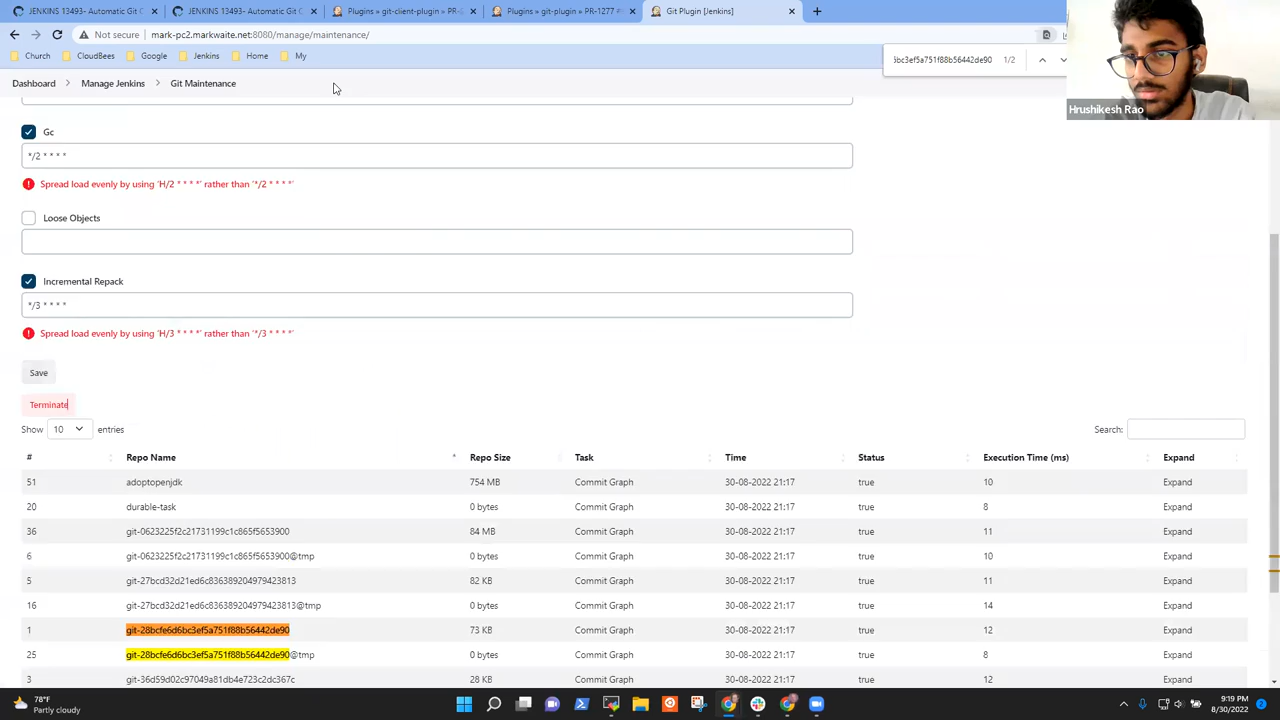 JENKINS 13493- Automatic Git C
JENKINS 13493- Automatic Git C
Plugins » git-client-plugin » PR-
Plugins » git-plugin » PR-1277 #
Git Plugin [Jenkins]
Not secure mark-pc2.markwaite.net:8080/manage/maintenance/
Church CloudBees Google Jenkins Home My
bc3ef5a751f88b56442de90 1/2
Dashboard Manage Jenkins Git Maintenance
Hrushikesh Rao
Gc
*/2 * * * *
Spread load evenly by using 'H/2 * * * *' rather than '*/2 * * * *'
Loose Objects
Incremental Repack
*/3 * * * *
Spread load evenly by using 'H/3 * * * *' rather than '*/3 * * * *'
Save
Terminate
Show 10 entries Search:
# Repo Name Repo Size Task Time Status Execution Time (ms) Expand
51 adoptopenjdk 754 MB Commit Graph 30-08-2022 21:17 true 10 Expand
20 durable-task 0 bytes Commit Graph 30-08-2022 21:17 true 8 Expand
36 git-0623225f2c21731199c1c865f5653900 84 MB Commit Graph 30-08-2022 21:17 true 11 Expand
6 git-0623225f2c21731199c1c865f5653900@tmp 0 bytes Commit Graph 30-08-2022 21:17 true 10 Expand
5 git-27bcd32d21ed6c836389204979423813 82 KB Commit Graph 30-08-2022 21:17 true 11 Expand
16 git-27bcd32d21ed6c836389204979423813@tmp 0 bytes Commit Graph 30-08-2022 21:17 true 14 Expand
1 git-28bcfe6d6bc3ef5a751f88b56442de90 73 KB Commit Graph 30-08-2022 21:17 true 12 Expand
25 git-28bcfe6d6bc3ef5a751f88b56442de90@tmp 0 bytes Commit Graph 30-08-2022 21:17 true 8 Expand
3 git-36d59d02c97049a81db4e723c2dc367c 28 KB Commit Graph 30-08-2022 21:17 true 12 Expand
78°F
Partly cloudy
9:19 PM
8/30/2022
2